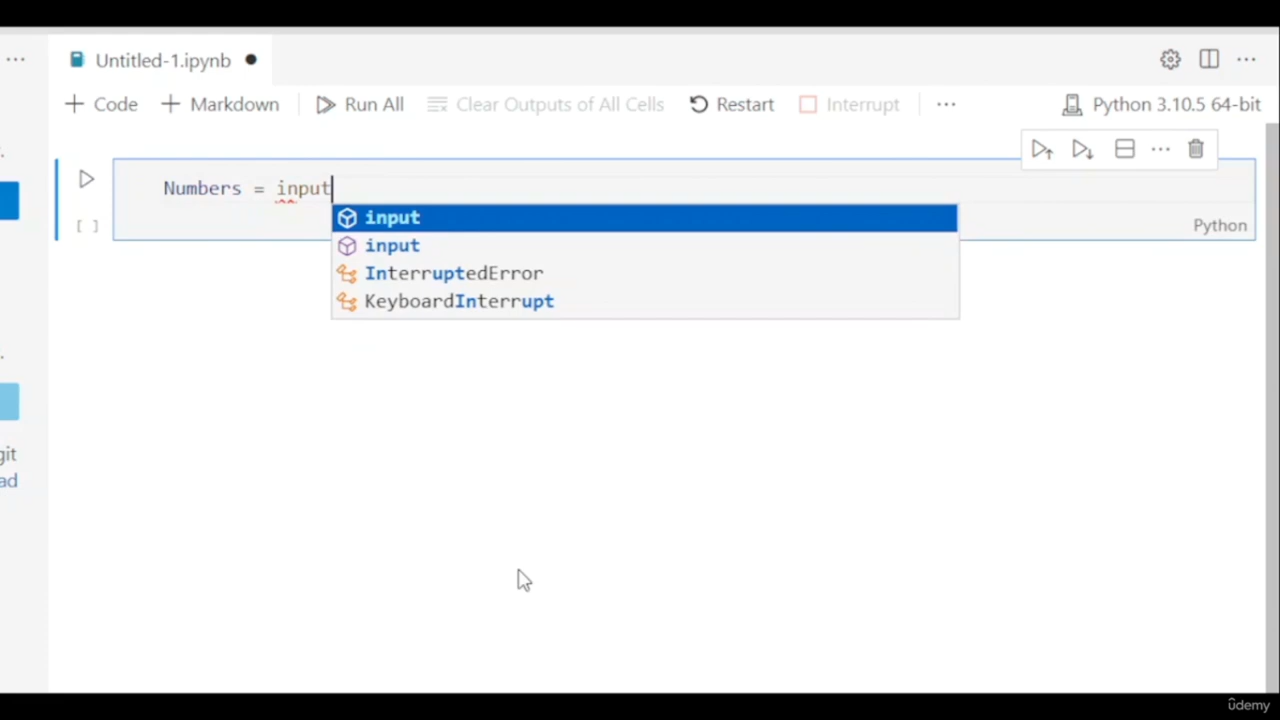 Untitled-1.ipynb
Code Markdown Run All Clear Outputs of All Cells Restart Interrupt ... Python 3.10.5 64-bit
Numbers = input
input
input
InterruptedError
KeyboardInterrupt
[ ]
Python
git
ad
udemy